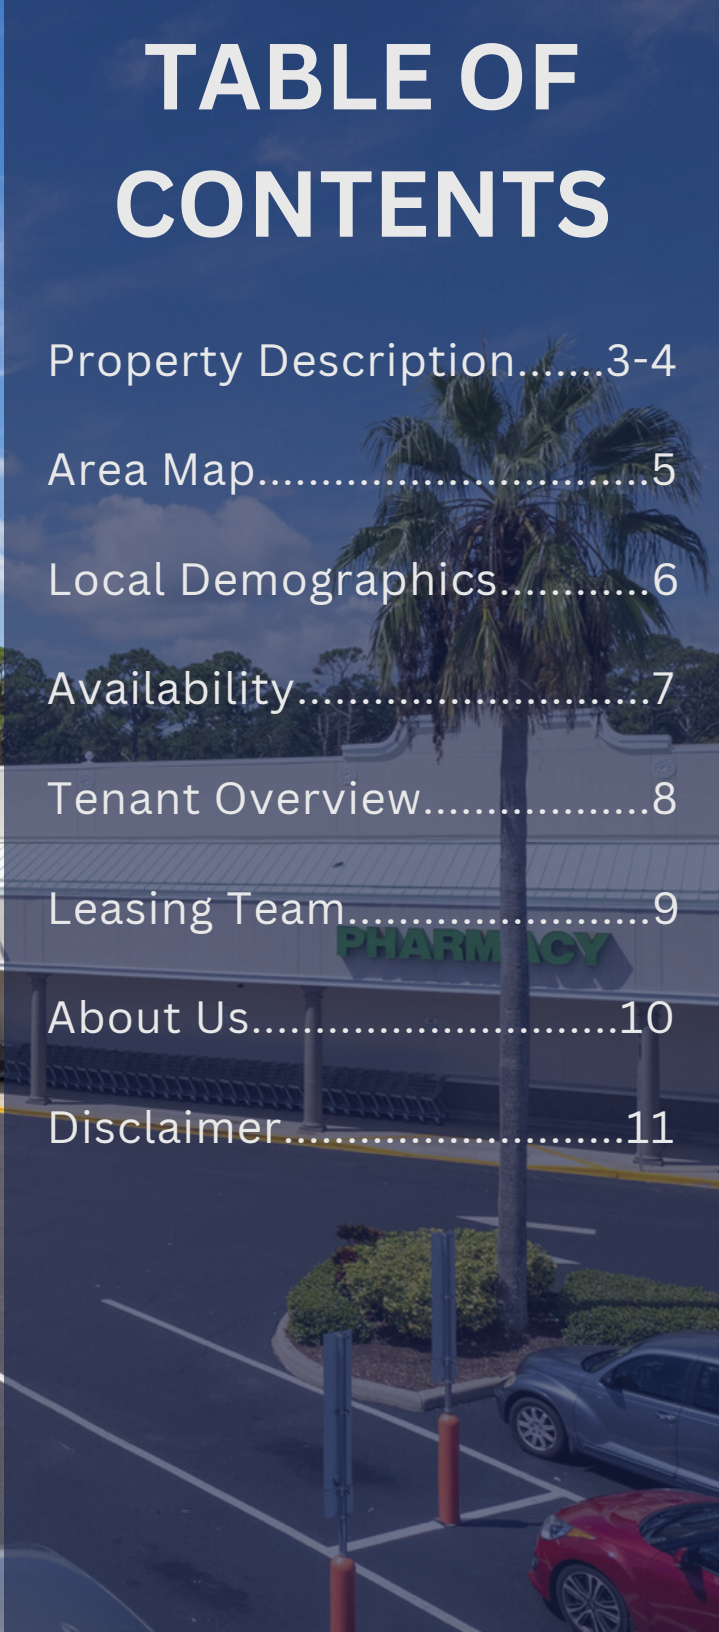 TABLE OF
CONTENTS
Property Description.......3-4
Area Map...............................5
Local Demographics............6
Availability............................7
Tenant Overview..................8
Leasing Team........................9
PHARMACY
About Us.............................10
Disclaimer...........................11